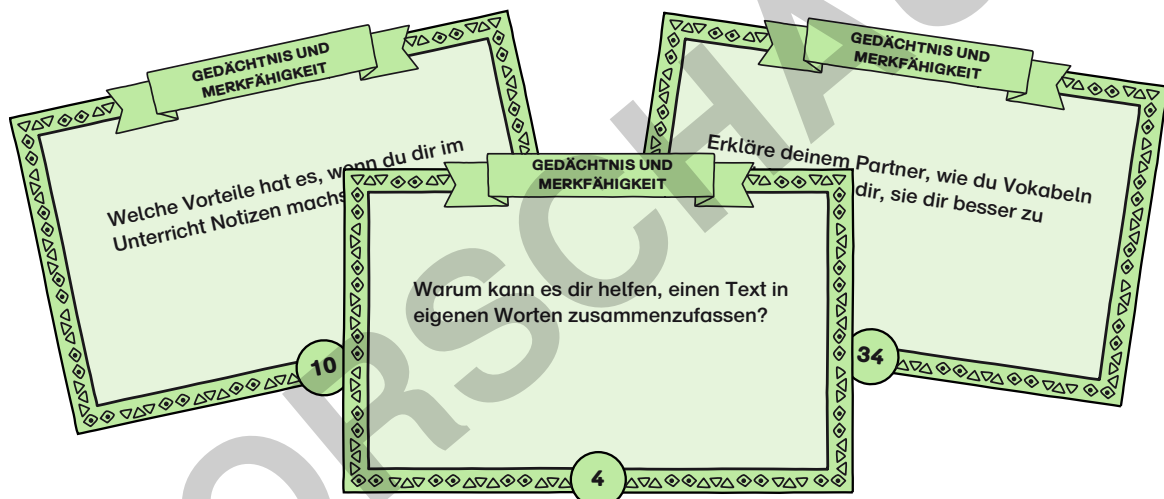 GEDÄCHTNIS UND
MERKFÄHIGKEIT
Welche Vorteile hat es, wenn du dir im
Unterricht Notizen
10
GEDÄCHTNIS UND
MERKFÄHIGKEIT
Warum kann es dir helfen, einen Text in
eigenen Worten zusammenzufassen?
4
GEDÄCHTNIS UND
MERKFÄHIGKEIT
Erkläre deinem Partner, wie du Vokabeln
dir, sie dir besser zu
34